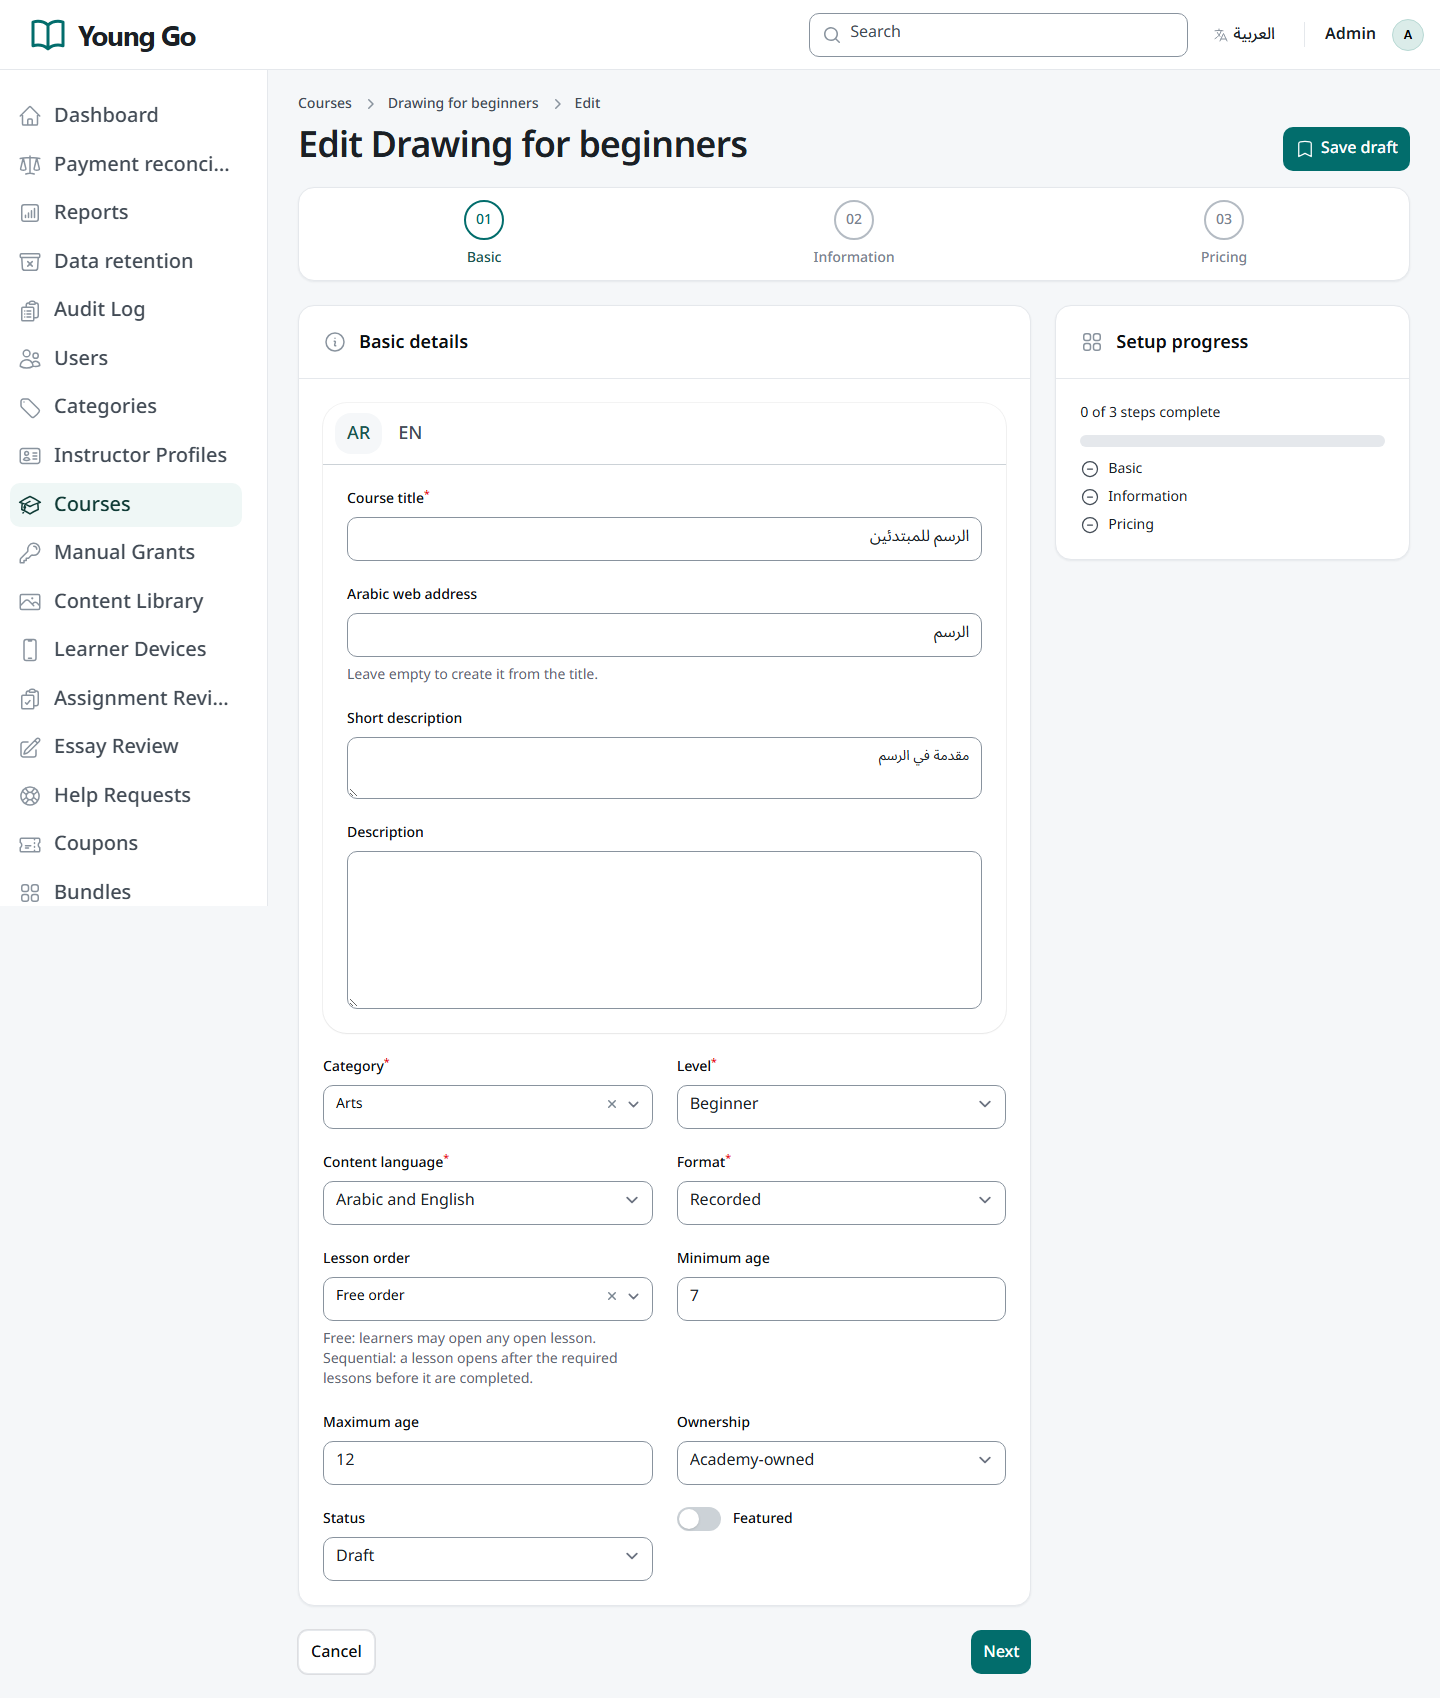 Young Go
Search
العربية
Admin
A
Dashboard
Payment reconci...
Reports
Data retention
Audit Log
Users
Categories
Instructor Profiles
Courses
Manual Grants
Content Library
Learner Devices
Assignment Revi...
Essay Review
Help Requests
Coupons
Bundles
Courses
Drawing for beginners
Edit
Edit Drawing for beginners
Save draft
01
Basic
02
Information
03
Pricing
Basic details
AR
EN
Course title*
الرسم للمبتدئين
Arabic web address
الرسم
Leave empty to create it from the title.
Short description
مقدمة في الرسم
Description
Category*
Arts
Level*
Beginner
Content language*
Arabic and English
Format*
Recorded
Lesson order
Free order
Free: learners may open any open lesson.
Sequential: a lesson opens after the required
lessons before it are completed.
Minimum age
7
Maximum age
12
Ownership
Academy-owned
Status
Draft
Featured
Cancel
Next
Setup progress
0 of 3 steps complete
Basic
Information
Pricing